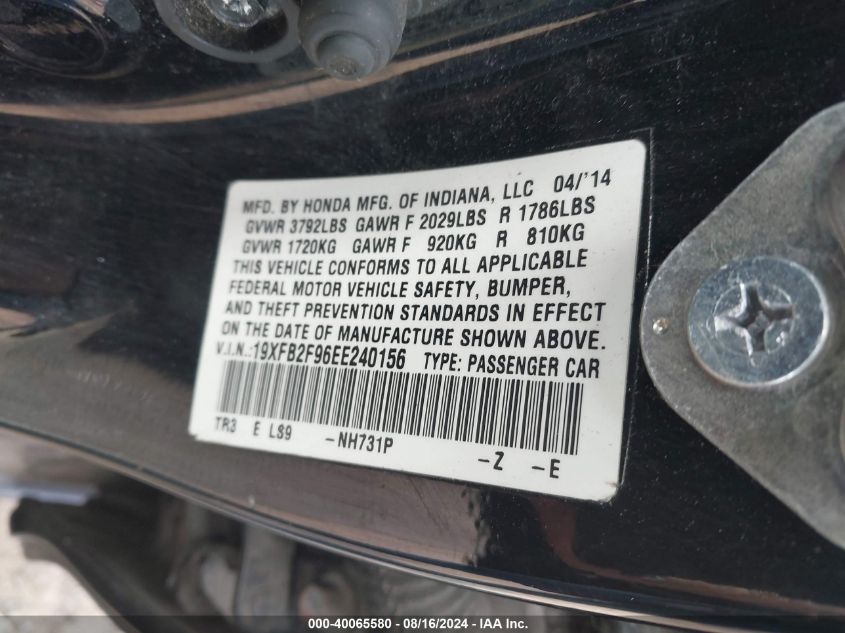 MFD. BY HONDA MFG. OF INDIANA, LLC 04/'14
GVWR 3792LBS GAWR F 2029LBS R 1786LBS
GVWR 1720KG GAWR F 920KG R 810KG
THIS VEHICLE CONFORMS TO ALL APPLICABLE
FEDERAL MOTOR VEHICLE SAFETY, BUMPER,
AND THEFT PREVENTION STANDARDS IN EFFECT
ON THE DATE OF MANUFACTURE SHOWN ABOVE.
V.I.N.:19XFB2F96EE240156 TYPE: PASSENGER CAR
TR3 E LS9 -NH731P -Z -E
000-40065580 - 08/16/2024 - IAA Inc.